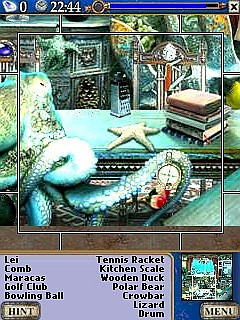 0 22:44
Lei Tennis Racket
Comb Kitchen Scale
Maracas Wooden Duck
Golf Club Polar Bear
Bowling Ball Crowbar
Lizard
Drum
HINT MENU